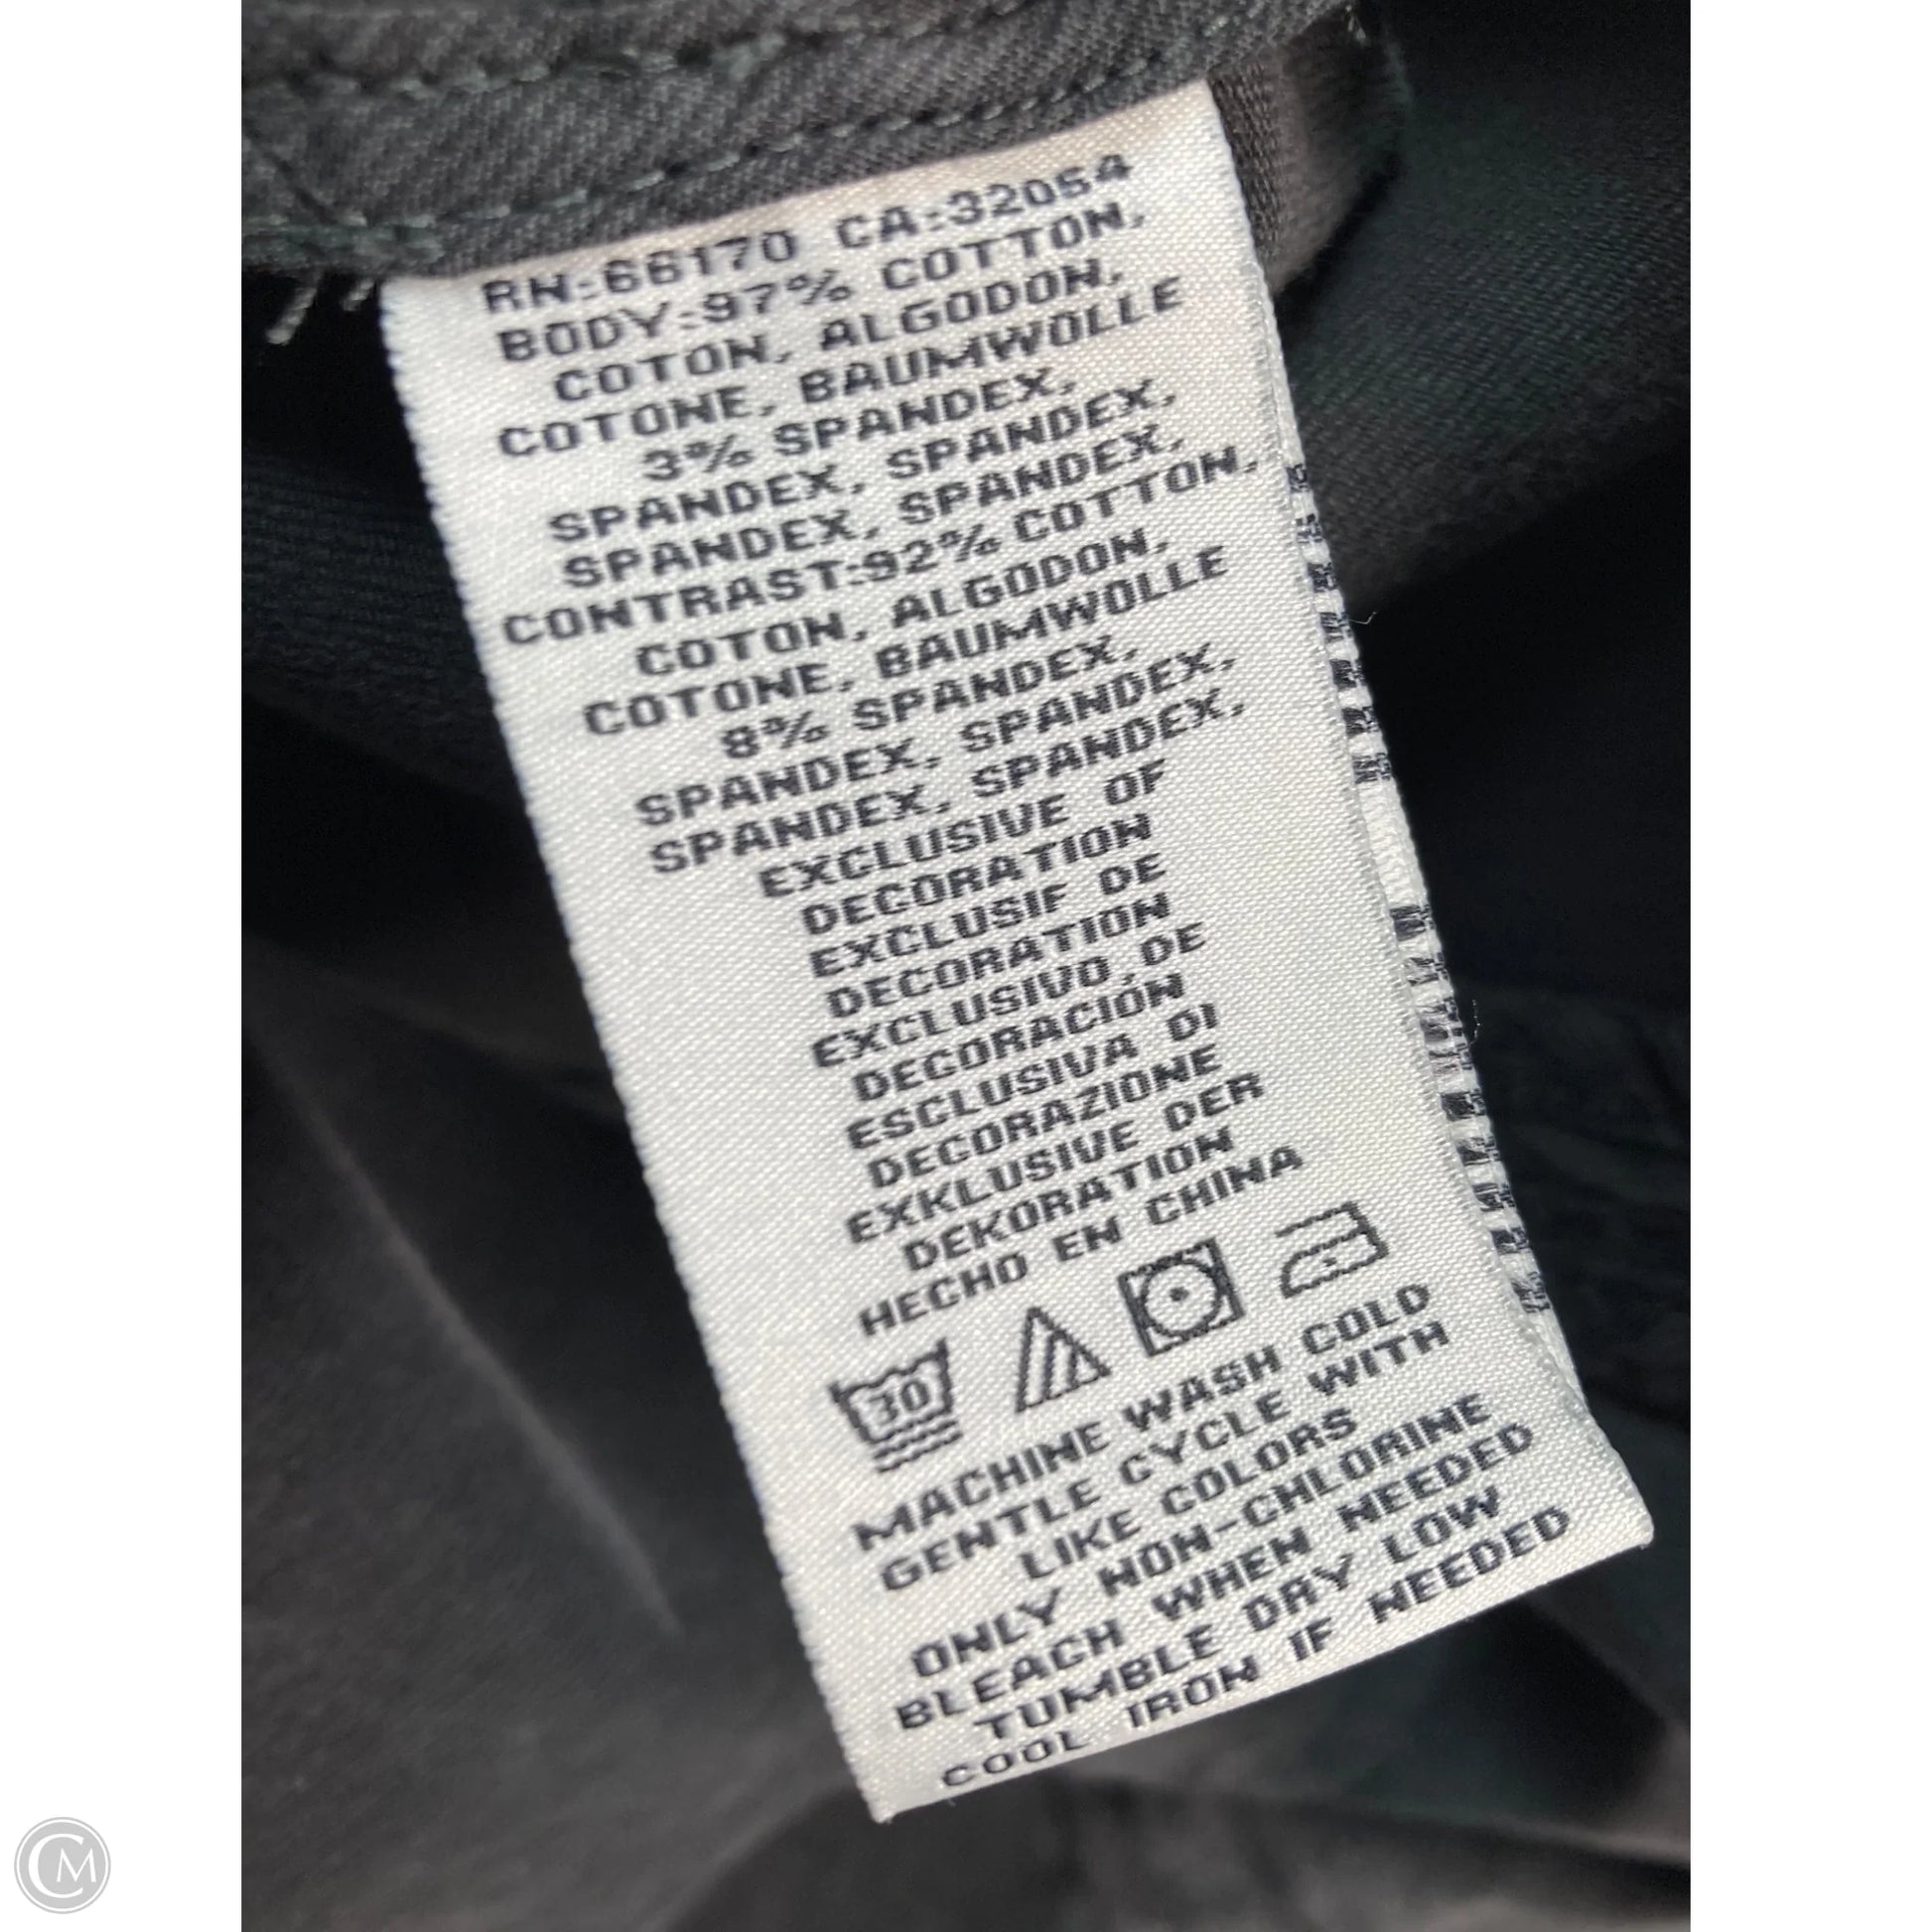 RN:66170 CA:32054
BODY:97% COTTON,
COTON, ALGODON,
COTONE, BAUMWOLLE
3% SPANDEX,
SPANDEX, SPANDEX,
SPANDEX, SPANDEX,
CONTRAST:92% COTTON,
COTON, ALGODON,
COTONE, BAUMWOLLE
8% SPANDEX,
SPANDEX, SPANDEX,
SPANDEX, SPANDEX,
EXCLUSIVE OF
DECORATION
EXCLUSIF DE
DECORATION
EXCLUSIVO DE
DECORACIÓN
ESCLUSIVA DI
DECORAZIONE
EXKLUSIVE DER
DEKORATION
HECHO EN CHINA
30
MACHINE WASH COLD
GENTLE CYCLE WITH
LIKE COLORS
ONLY NON-CHLORINE
BLEACH WHEN NEEDED
TUMBLE DRY LOW
COOL IRON IF NEEDED
CM